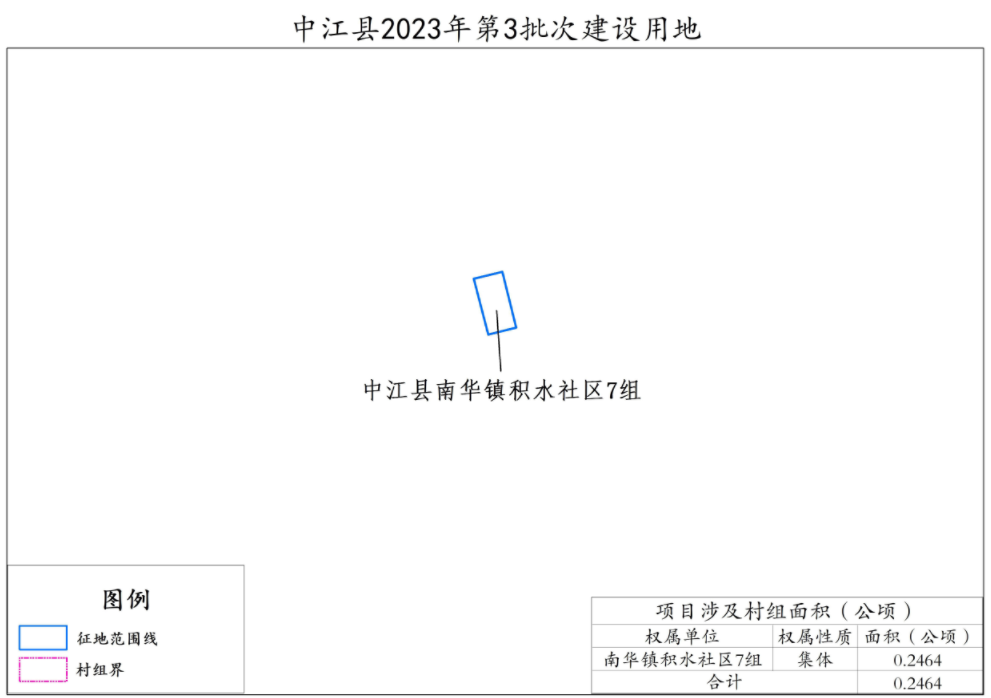 中江县2023年第3批次建设用地
中江县南华镇积水社区7组
图例
征地范围线
村组界
项目涉及村组面积（公顷）
权属单位 权属性质 面积（公顷）
南华镇积水社区7组 集体 0.2464
合计 0.2464